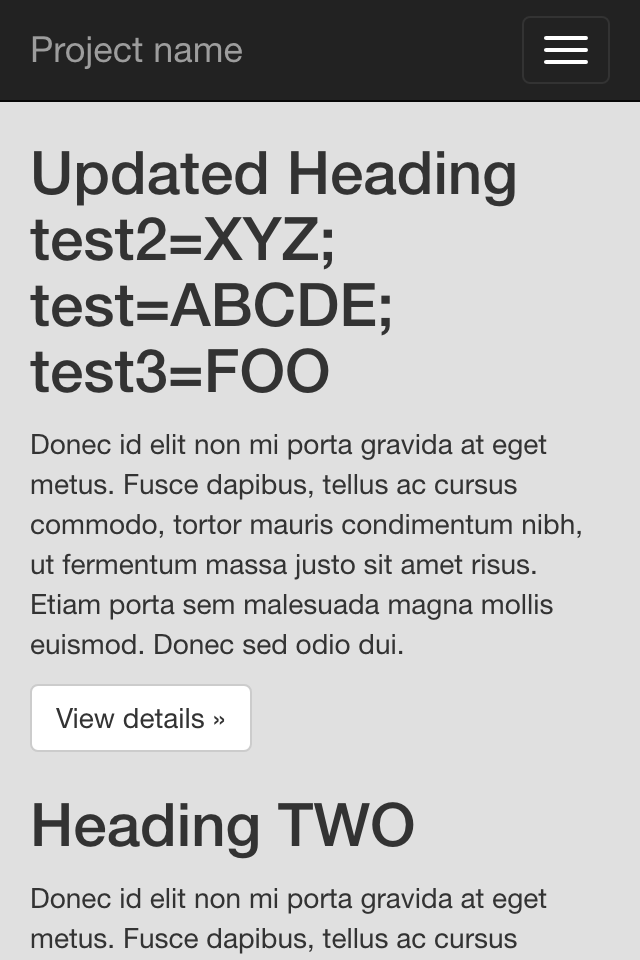 Project name
Updated Heading
test2=XYZ;
test=ABCDE;
test3=FOO
Donec id elit non mi porta gravida at eget
metus. Fusce dapibus, tellus ac cursus
commodo, tortor mauris condimentum nibh,
ut fermentum massa justo sit amet risus.
Etiam porta sem malesuada magna mollis
euismod. Donec sed odio dui.
View details »
Heading TWO
Donec id elit non mi porta gravida at eget
metus. Fusce dapibus, tellus ac cursus